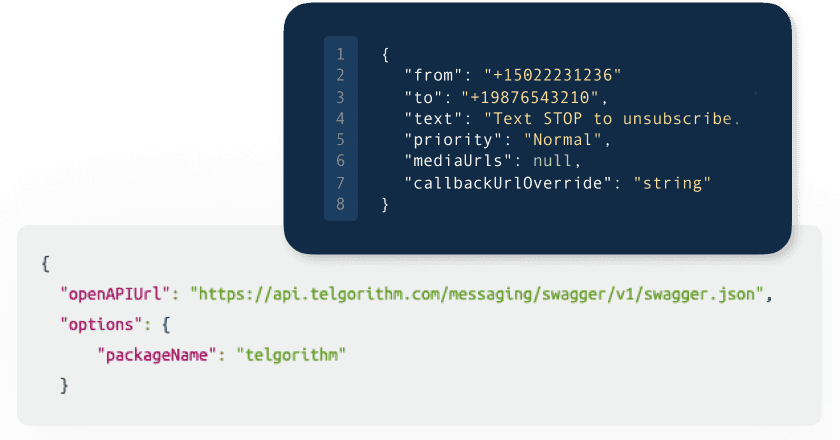 1 {
2 "from": "+15022231236"
3 "to": "+19876543210",
4 "text": "Text STOP to unsubscribe.
5 "priority": "Normal",
6 "mediaUrls": null,
7 "callbackUrlOverride": "string"
8 }
{
"openAPIUrl": "https://api.telgorithm.com/messaging/swagger/v1/swagger.json",
"options": {
"packageName": "telgorithm"
}